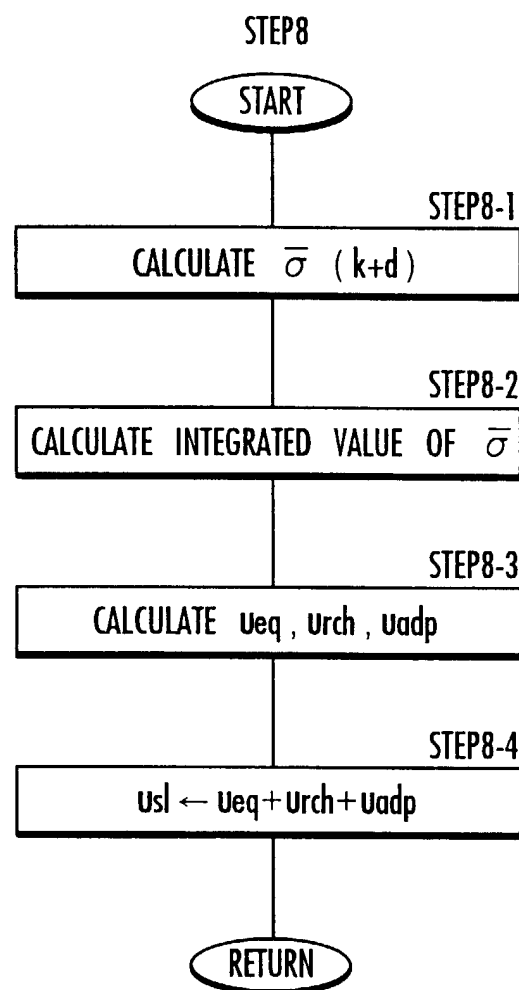 STEP8
START
STEP8-1
CALCULATE σ̅ (k+d)
STEP8-2
CALCULATE INTEGRATED VALUE OF σ̅
STEP8-3
CALCULATE Ueq , Urch , Uadp
STEP8-4
Usl ← Ueq+Urch+Uadp
RETURN